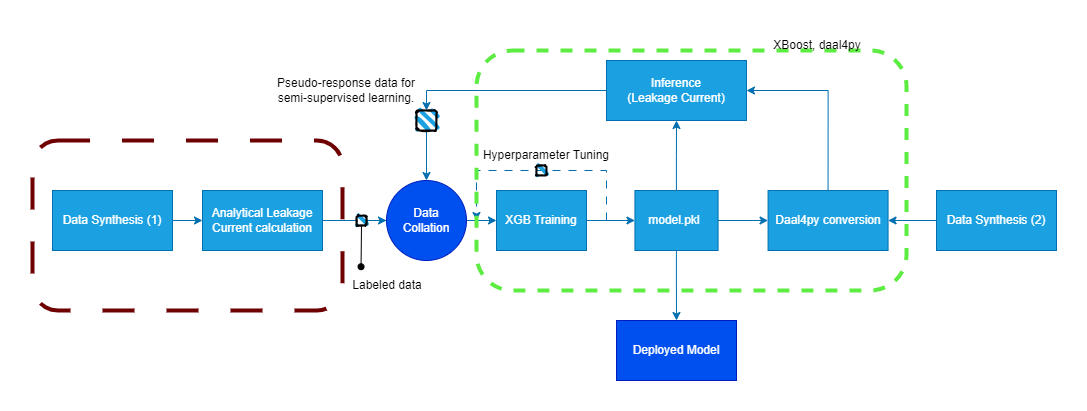 XBoost, daal4py
Pseudo-response data for
semi-supervised learning.
Inference
(Leakage Current)
Hyperparameter Tuning
Data Synthesis (1)
Analytical Leakage
Current calculation
Data
Collation
XGB Training
model.pkl
Daal4py conversion
Data Synthesis (2)
Labeled data
Deployed Model